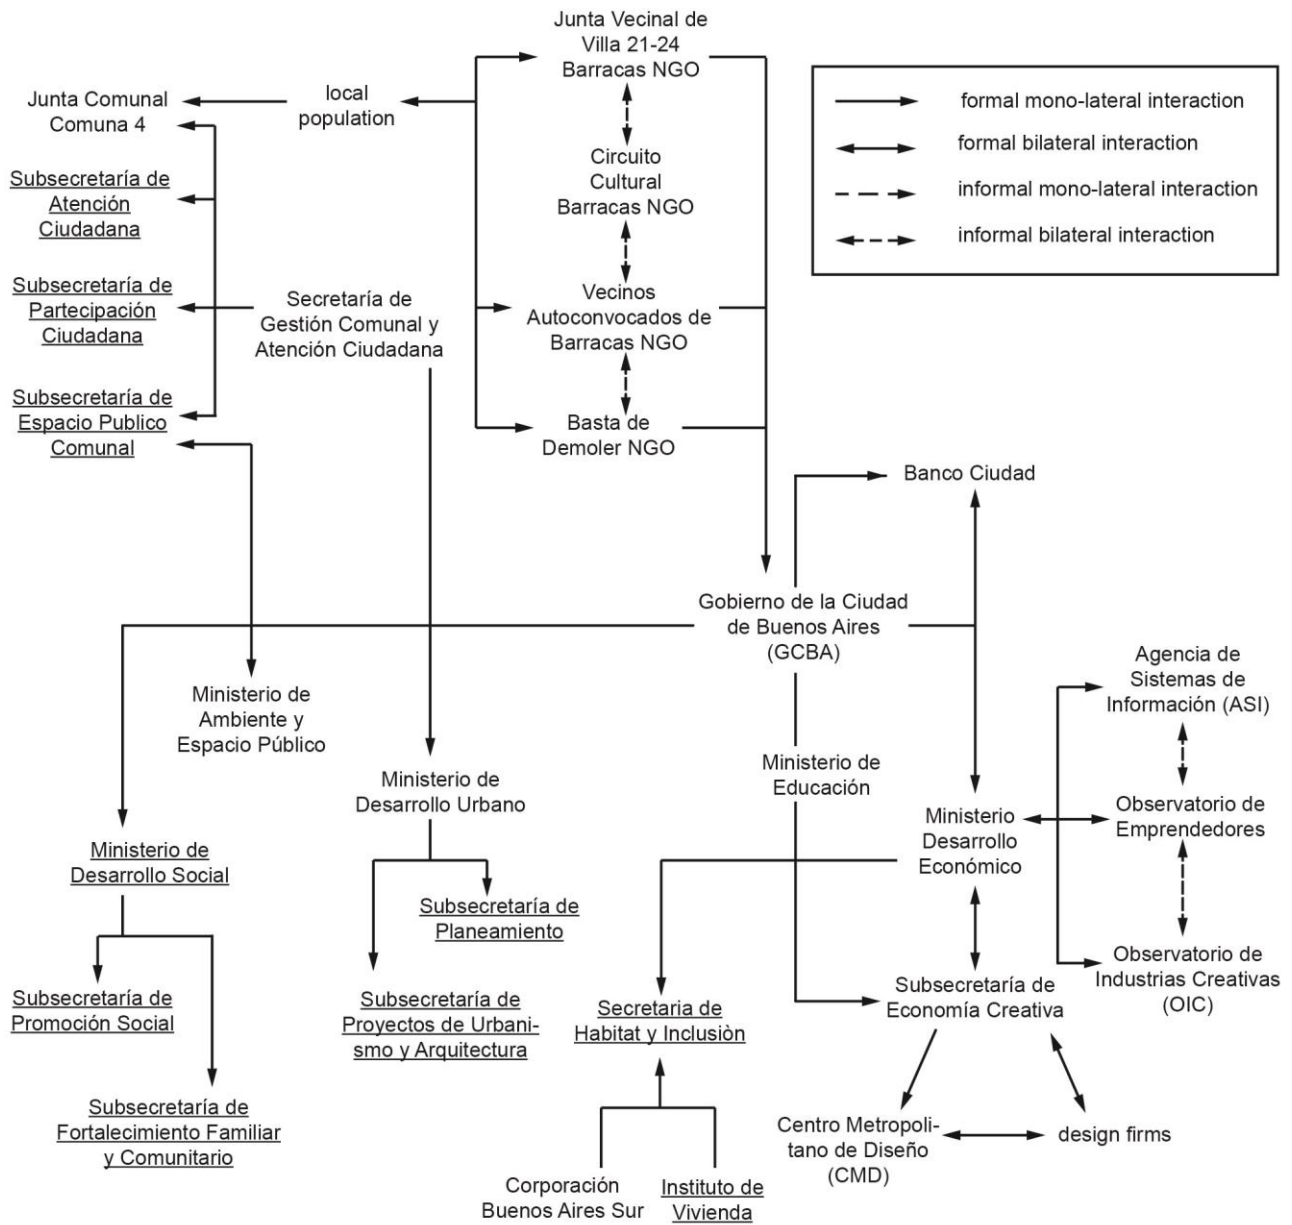 Junta Vecinal de
Villa 21-24
Barracas NGO
formal mono-lateral interaction
formal bilateral interaction
informal mono-lateral interaction
informal bilateral interaction
Junta Comunal
Comuna 4
local
population
Circuito
Cultural
Barracas NGO
Subsecretaría de
Atención
Ciudadana
Subsecretaría de
Partecipación
Ciudadana
Secretaría de
Gestión Comunal y
Atención Ciudadana
Vecinos
Autoconvocados de
Barracas NGO
Subsecretaría de
Espacio Publico
Comunal
Basta de
Demoler NGO
Banco Ciudad
Gobierno de la Ciudad
de Buenos Aires
(GCBA)
Agencia de
Sistemas de
Información (ASI)
Ministerio de
Ambiente y
Espacio Público
Ministerio de
Desarrollo Urbano
Ministerio de
Educación
Ministerio
Desarrollo
Económico
Observatorio de
Emprendedores
Ministerio de
Desarrollo Social
Subsecretaría de
Planeamiento
Observatorio de
Industrias Creativas
(OIC)
Subsecretaría de
Promoción Social
Subsecretaría de
Proyectos de Urbani-
smo y Arquitectura
Secretaria de
Habitat y Inclusiòn
Subsecretaría de
Economía Creativa
Subsecretaría de
Fortalecimiento Familiar
y Comunitario
Centro Metropoli-
tano de Diseño
(CMD)
design firms
Corporación
Buenos Aires Sur
Instituto de
Vivienda